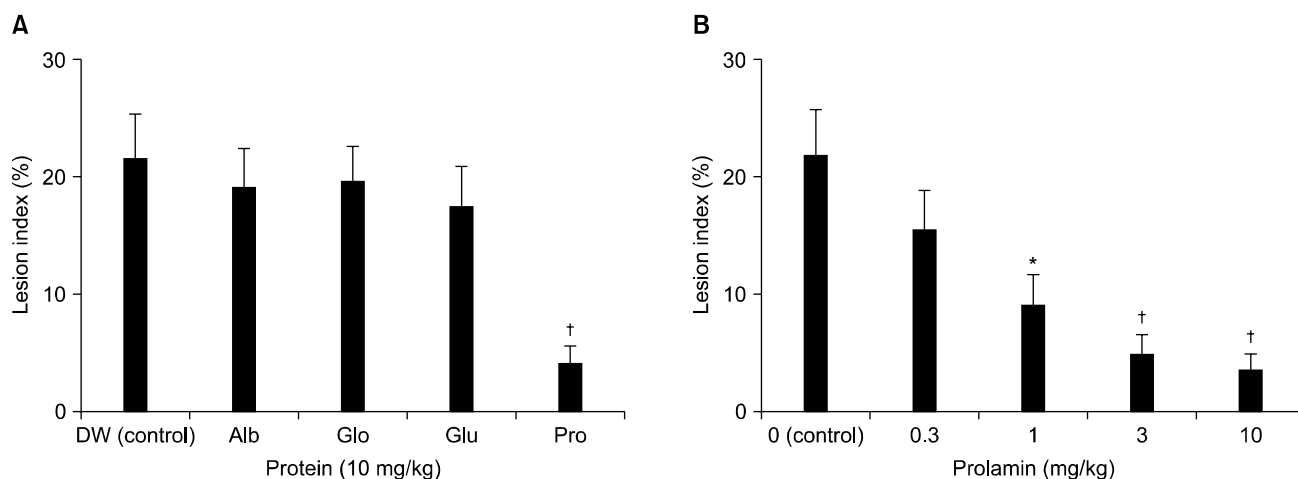 A
30
20
10
0
Lesion index (%)
†
DW (control) Alb Glo Glu Pro
Protein (10 mg/kg)
B
30
20
10
0
Lesion index (%)
*
†
†
0 (control) 0.3 1 3 10
Prolamin (mg/kg)